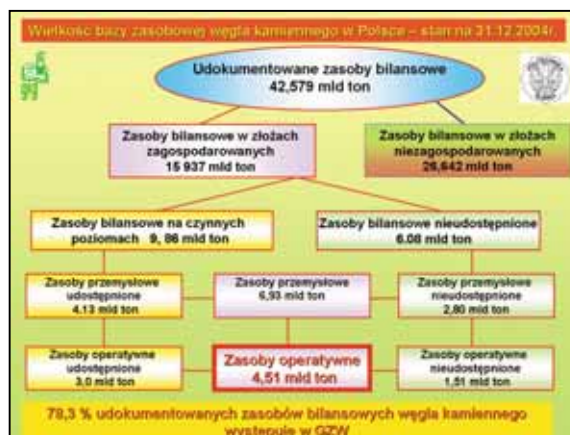 Wielkość bazy zasobowej węgla kamiennego w Polsce – stan na 31.12.2004r.
Udokumentowane zasoby bilansowe
42,579 mld ton
Zasoby bilansowe w złożach
zagospodarowanych
15 937 mld ton
Zasoby bilansowe w złożach
niezagospodarowanych
26,642 mld ton
Zasoby bilansowe na czynnych
poziomach 9, 86 mld ton
Zasoby bilansowe nieudostępnione
6.08 mld ton
Zasoby przemysłowe
udostępnione
4,13 mld ton
Zasoby przemysłowe
6,93 mld ton
Zasoby przemysłowe
nieudostępnione
2,80 mld ton
Zasoby operatywne
udostępnione
3,0 mld ton
Zasoby operatywne
4,51 mld ton
Zasoby operatywne
nieudostępnione
1,51 mld ton
78,3 % udokumentowanych zasobów bilansowych węgla kamiennego
występuje w GZW